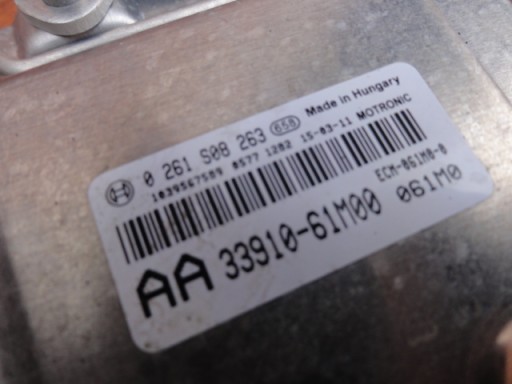 0 261 S08 263 658 Made in Hungary
1039S67589 0577 1282 15-03-11 MOTRONIC
ECM-061M0-0
AA 33910-61M00 061M0